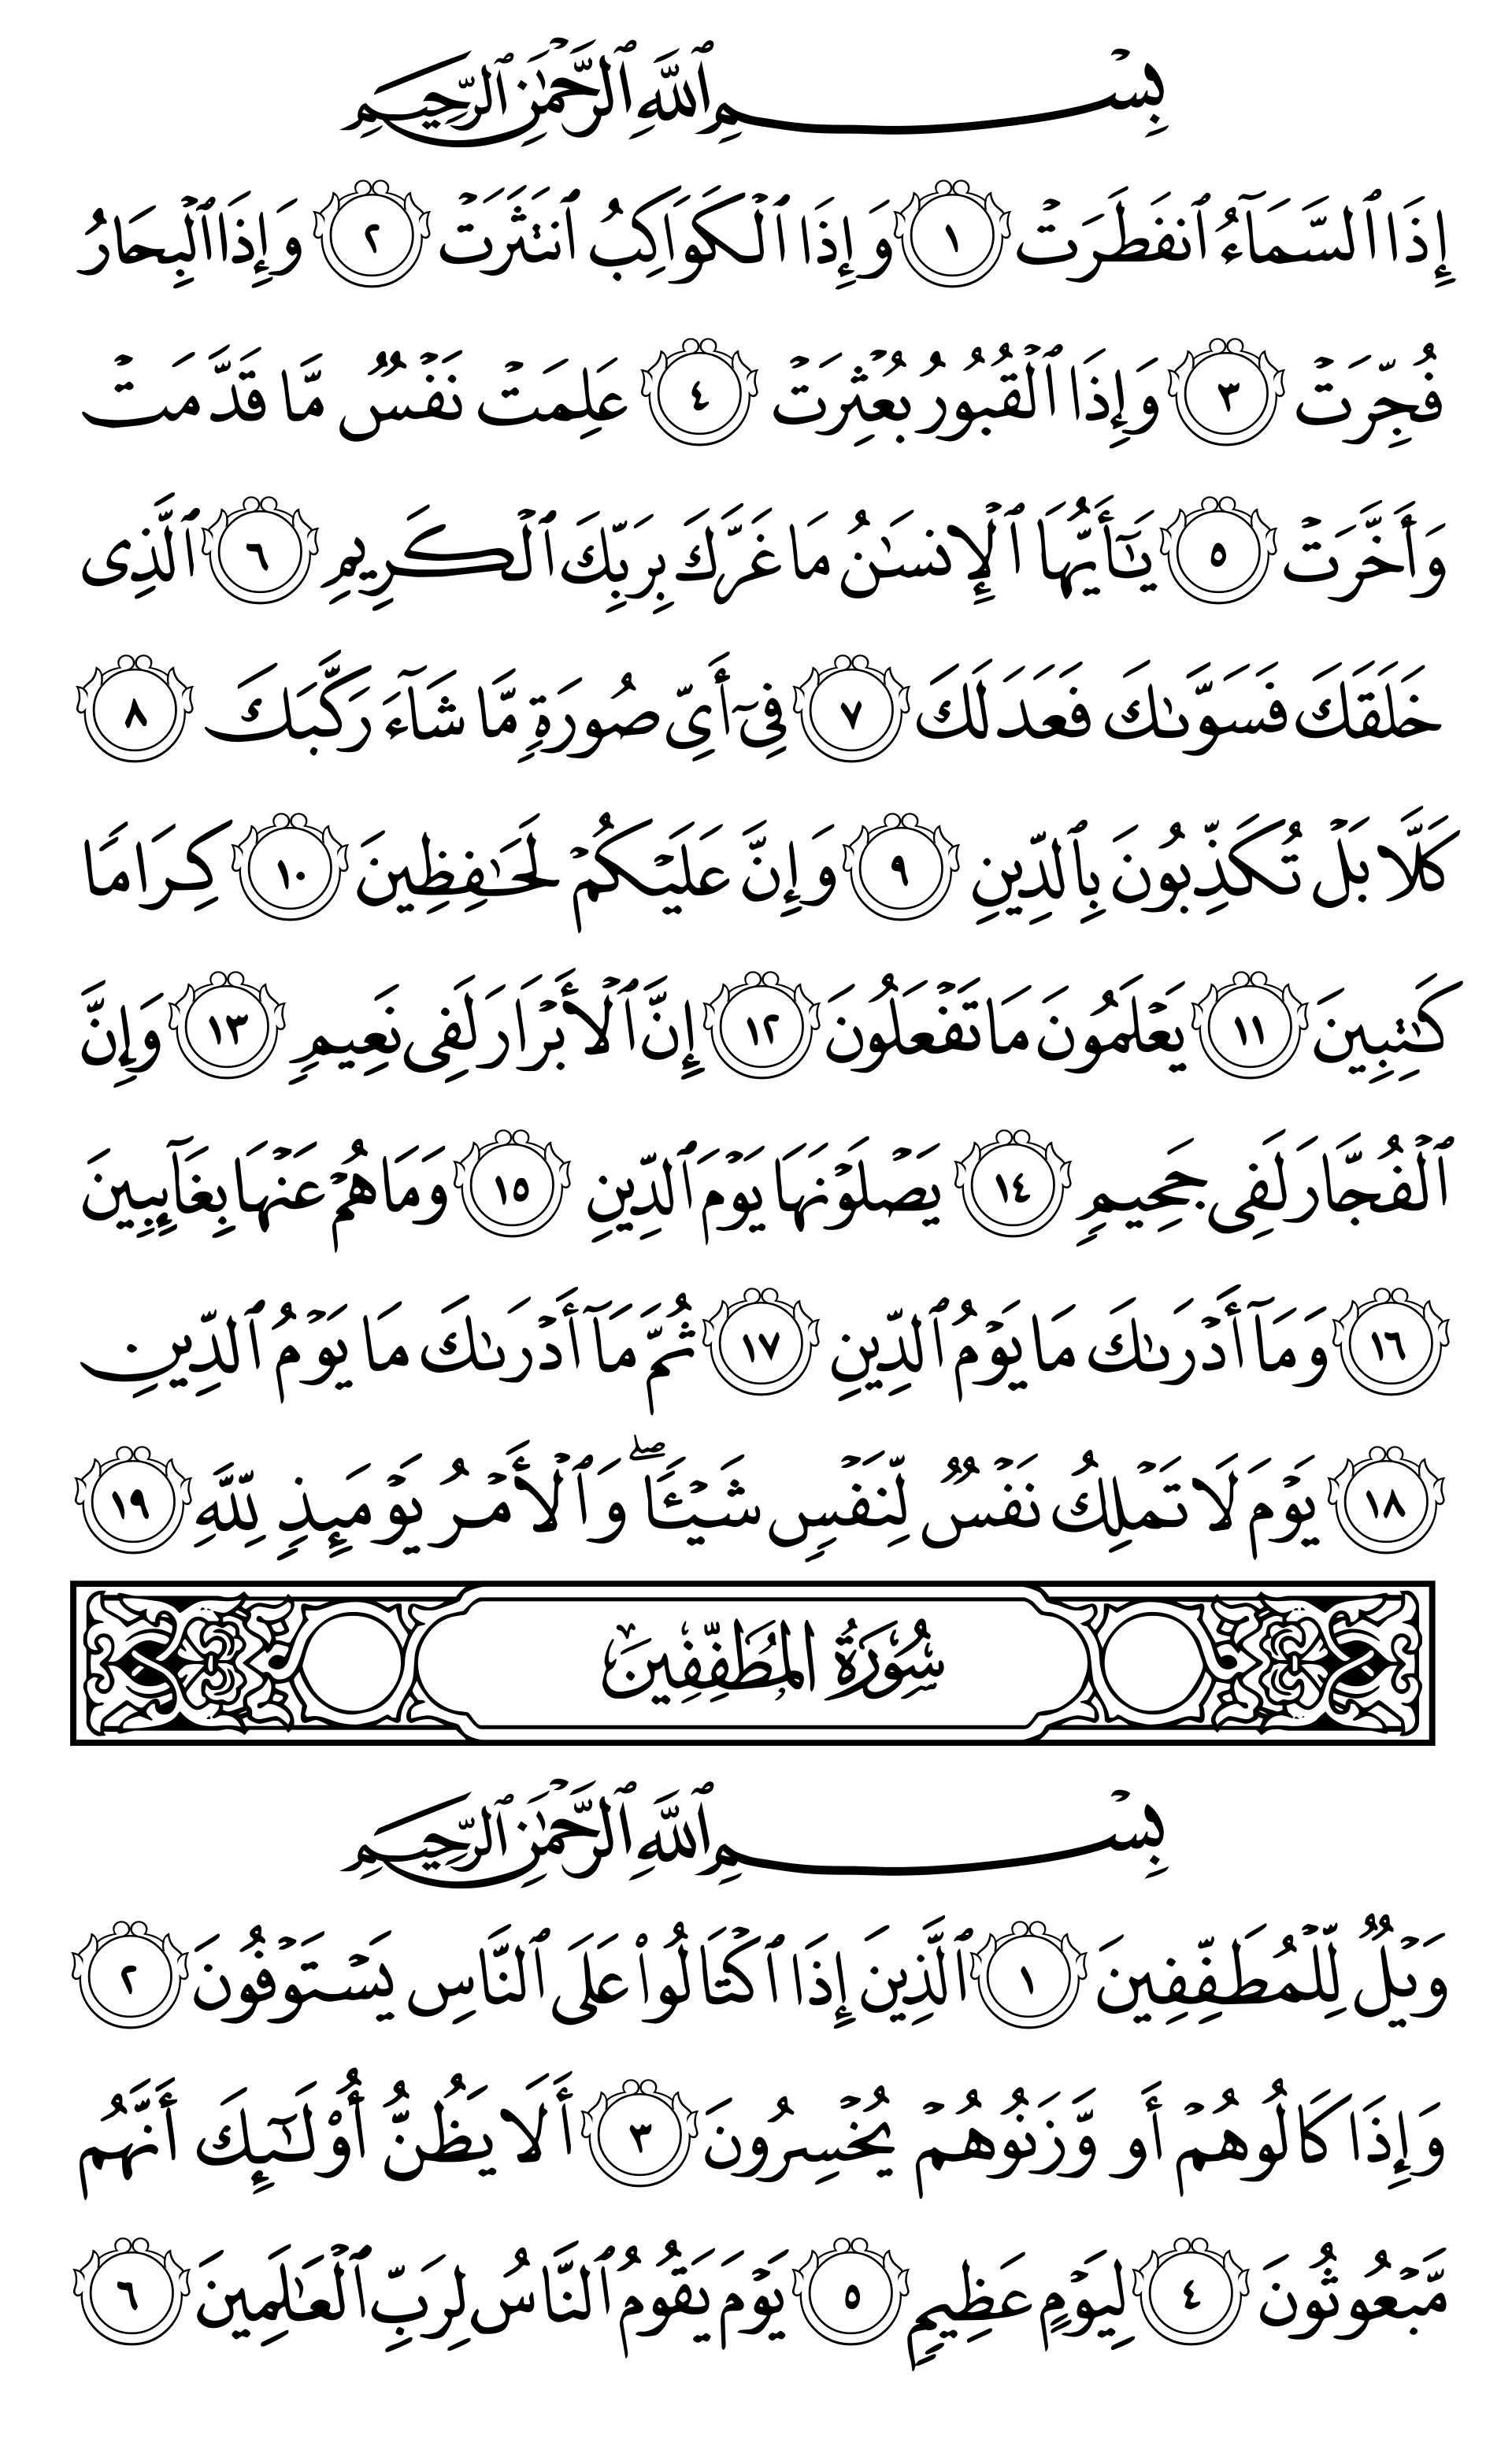 بِسۡمِ ٱللَّهِ ٱلرَّحۡمَٰنِ ٱلرَّحِيمِ
إِذَا ٱلسَّمَآءُ ٱنفَطَرَتۡ ١ وَإِذَا ٱلۡكَوَاكِبُ ٱنتَثَرَتۡ ٢ وَإِذَا ٱلۡبِحَارُ
فُجِّرَتۡ ٣ وَإِذَا ٱلۡقُبُورُ بُعۡثِرَتۡ ٤ عَلِمَتۡ نَفۡسٞ مَّا قَدَّمَتۡ
وَأَخَّرَتۡ ٥ يَٰٓأَيُّهَا ٱلۡإِنسَٰنُ مَا غَرَّكَ بِرَبِّكَ ٱلۡكَرِيمِ ٦ ٱلَّذِي
خَلَقَكَ فَسَوَّىٰكَ فَعَدَلَكَ ٧ فِيٓ أَيِّ صُورَةٖ مَّا شَآءَ رَكَّبَكَ ٨
كَلَّا بَلۡ تُكَذِّبُونَ بِٱلدِّينِ ٩ وَإِنَّ عَلَيۡكُمۡ لَحَٰفِظِينَ ١٠ كِرَامٗا
كَٰتِبِينَ ١١ يَعۡلَمُونَ مَا تَفۡعَلُونَ ١٢ إِنَّ ٱلۡأَبۡرَارَ لَفِي نَعِيمٖ ١٣ وَإِنَّ
ٱلۡفُجَّارَ لَفِي جَحِيمٖ ١٤ يَصۡلَوۡنَهَا يَوۡمَ ٱلدِّينِ ١٥ وَمَا هُمۡ عَنۡهَا بِغَآئِبِينَ
١٦ وَمَآ أَدۡرَىٰكَ مَا يَوۡمُ ٱلدِّينِ ١٧ ثُمَّ مَآ أَدۡرَىٰكَ مَا يَوۡمُ ٱلدِّينِ
١٨ يَوۡمَ لَا تَمۡلِكُ نَفۡسٞ لِّنَفۡسٖ شَيۡـٔٗاۖ وَٱلۡأَمۡرُ يَوۡمَئِذٖ لِّلَّهِ ١٩
سُورَةُ المُطَفِّفِينَ
بِسۡمِ ٱللَّهِ ٱلرَّحۡمَٰنِ ٱلرَّحِيمِ
وَيۡلٞ لِّلۡمُطَفِّفِينَ ١ ٱلَّذِينَ إِذَا ٱكۡتَالُواْ عَلَى ٱلنَّاسِ يَسۡتَوۡفُونَ ٢
وَإِذَا كَالُوهُمۡ أَو وَّزَنُوهُمۡ يُخۡسِرُونَ ٣ أَلَا يَظُنُّ أُوْلَٰٓئِكَ أَنَّهُم
مَّبۡعُوثُونَ ٤ لِيَوۡمٍ عَظِيمٖ ٥ يَوۡمَ يَقُومُ ٱلنَّاسُ لِرَبِّ ٱلۡعَٰلَمِينَ ٦